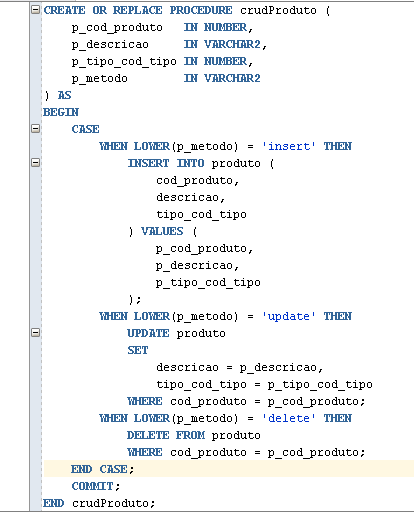 CREATE OR REPLACE PROCEDURE crudProduto (
    p_cod_produto   IN NUMBER,
    p_descricao     IN VARCHAR2,
    p_tipo_cod_tipo IN NUMBER,
    p_metodo        IN VARCHAR2
) AS
BEGIN
    CASE
        WHEN LOWER(p_metodo) = 'insert' THEN
            INSERT INTO produto (
                cod_produto,
                descricao,
                tipo_cod_tipo
            ) VALUES (
                p_cod_produto,
                p_descricao,
                p_tipo_cod_tipo
            );
        WHEN LOWER(p_metodo) = 'update' THEN
            UPDATE produto
            SET
                descricao = p_descricao,
                tipo_cod_tipo = p_tipo_cod_tipo
            WHERE cod_produto = p_cod_produto;
        WHEN LOWER(p_metodo) = 'delete' THEN
            DELETE FROM produto
            WHERE cod_produto = p_cod_produto;
    END CASE;
    COMMIT;
END crudProduto;